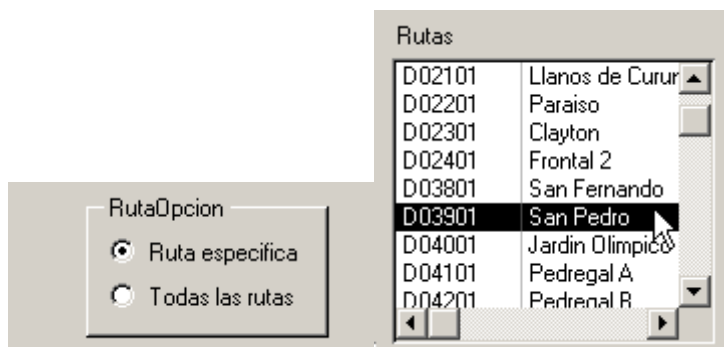 Rutas
D02101 Llanos de Curur
D02201 Paraiso
D02301 Clayton
D02401 Frontal 2
D03801 San Fernando
D03901 San Pedro
D04001 Jardin Olimpico
D04101 Pedregal A
D04201 Pedregal B
RutaOpcion
Ruta especifica
Todas las rutas